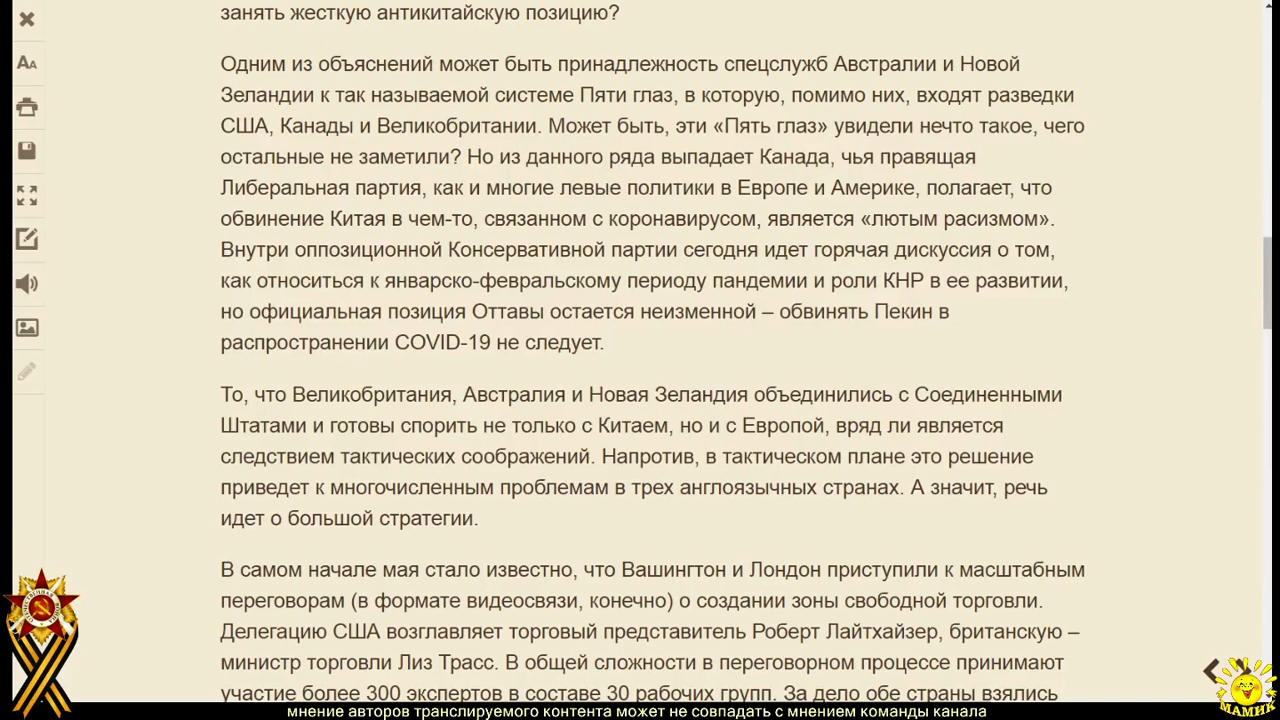 занять жесткую антикитайскую позицию?
Одним из объяснений может быть принадлежность спецслужб Австралии и Новой
Зеландии к так называемой системе Пяти глаз, в которую, помимо них, входят разведки
США, Канады и Великобритании. Может быть, эти «Пять глаз» увидели нечто такое, чего
остальные не заметили? Но из данного ряда выпадает Канада, чья правящая
Либеральная партия, как и многие левые политики в Европе и Америке, полагает, что
обвинение Китая в чем-то, связанном с коронавирусом, является «лютым расизмом».
Внутри оппозиционной Консервативной партии сегодня идет горячая дискуссия о том,
как относиться к январско-февральскому периоду пандемии и роли КНР в ее развитии,
но официальная позиция Оттавы остается неизменной – обвинять Пекин в
распространении COVID-19 не следует.
То, что Великобритания, Австралия и Новая Зеландия объединились с Соединенными
Штатами и готовы спорить не только с Китаем, но и с Европой, вряд ли является
следствием тактических соображений. Напротив, в тактическом плане это решение
приведет к многочисленным проблемам в трех англоязычных странах. А значит, речь
идет о большой стратегии.
В самом начале мая стало известно, что Вашингтон и Лондон приступили к масштабным
переговорам (в формате видеосвязи, конечно) о создании зоны свободной торговли.
Делегацию США возглавляет торговый представитель Роберт Лайтхайзер, британскую –
министр торговли Лиз Трасс. В общей сложности в переговорном процессе принимают
участие более 300 экспертов в составе 30 рабочих групп. За дело обе страны взялись
МАМИК
мнение авторов транслируемого контента может не совпадать с мнением команды канала